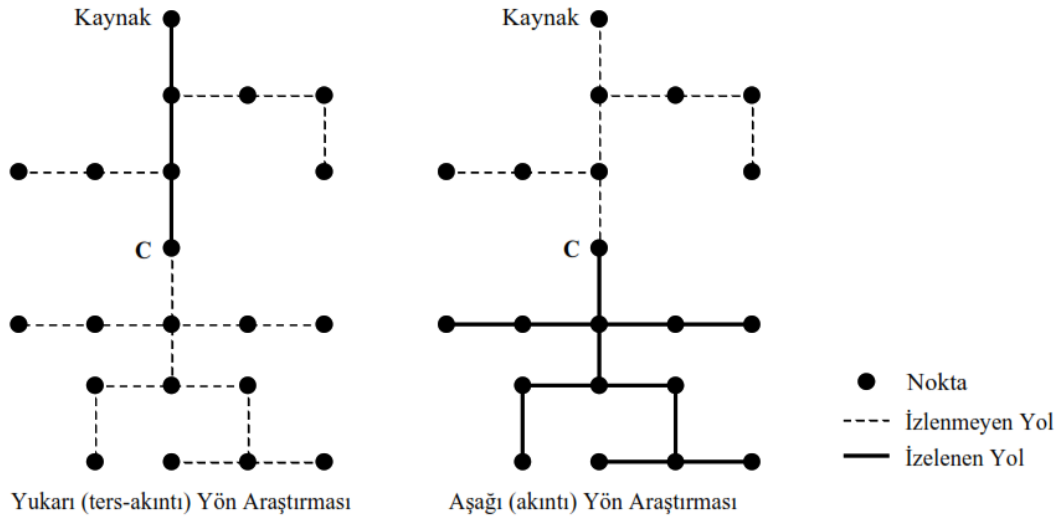 Kaynak
Kaynak
C
C
Nokta
İzlenmeyen Yol
İzelenen Yol
Yukarı (ters-akıntı) Yön Araştırması
Aşağı (akıntı) Yön Araştırması